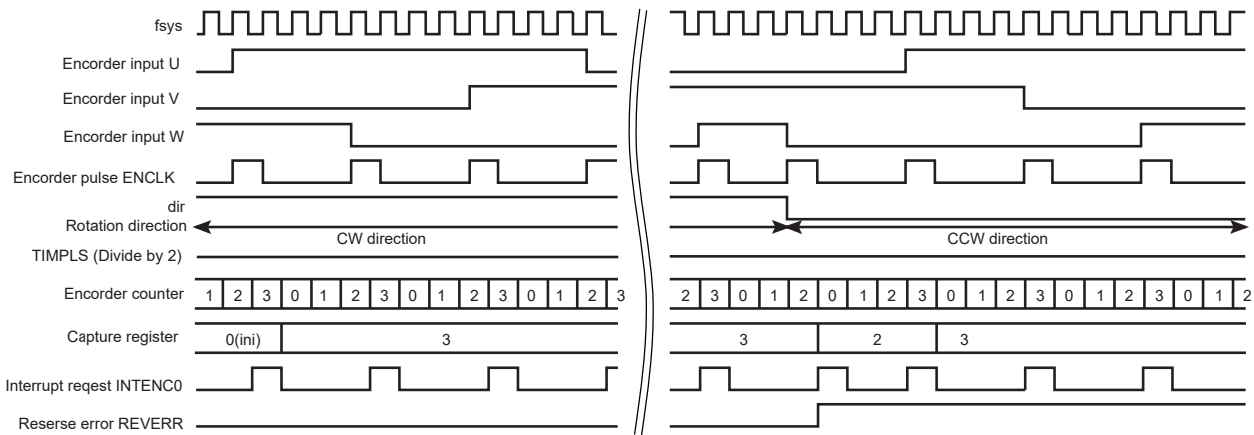 fsys
Encorder input U
Encorder input V
Encorder input W
Encorder pulse ENCLK
dir
Rotation direction
CW direction
CCW direction
TIMPLS (Divide by 2)
Encorder counter
1 2 3 0 1 2 3 0 1 2 3 0 1 2 3
2 3 0 1 2 0 1 2 3 0 1 2 3 0 1 2 3 0 1 2
Capture register
0(ini) 3
3 2 3
Interrupt reqest INTENC0
Reserse error REVERR